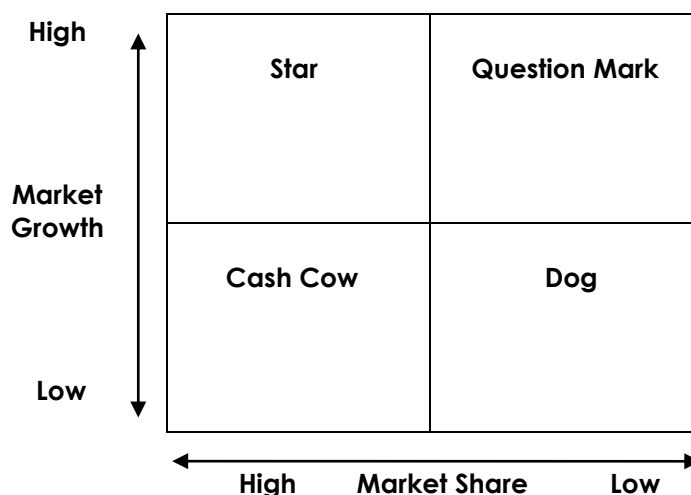 High
Star
Question Mark
Market
Growth
Cash Cow
Dog
Low
High Market Share Low